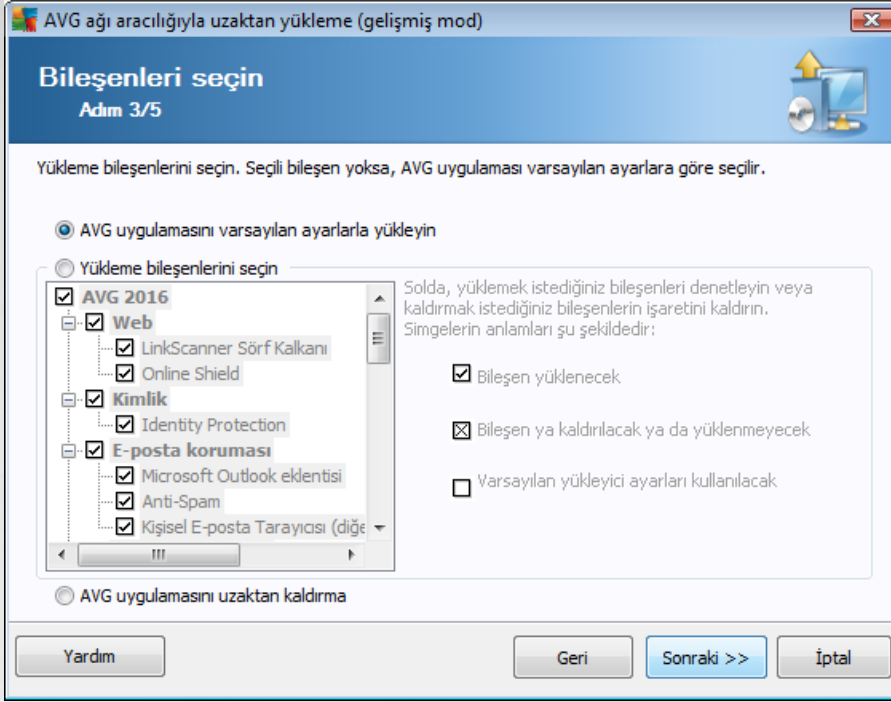 AVG ağı aracılığıyla uzaktan yükleme (gelişmiş mod)
Bileşenleri seçin
Adım 3/5
Yükleme bileşenlerini seçin. Seçili bileşen yoksa, AVG uygulaması varsayılan ayarlara göre seçilir.
AVG uygulamasını varsayılan ayarlarla yükleyin
Yükleme bileşenlerini seçin
AVG 2016
Web
LinkScanner Sörf Kalkanı
Online Shield
Kimlik
Identity Protection
E-posta koruması
Microsoft Outlook eklentisi
Anti-Spam
Kişisel E-posta Tarayıcısı (diğe
Solda, yüklemek istediğiniz bileşenleri denetleyin veya
kaldırmak istediğiniz bileşenlerin işaretini kaldırın.
Simgelerin anlamları şu şekildedir:
Bileşen yüklenecek
Bileşen ya kaldırılacak ya da yüklenmeyecek
Varsayılan yükleyici ayarları kullanılacak
AVG uygulamasını uzaktan kaldırma
Yardım
Geri
Sonraki >>
İptal